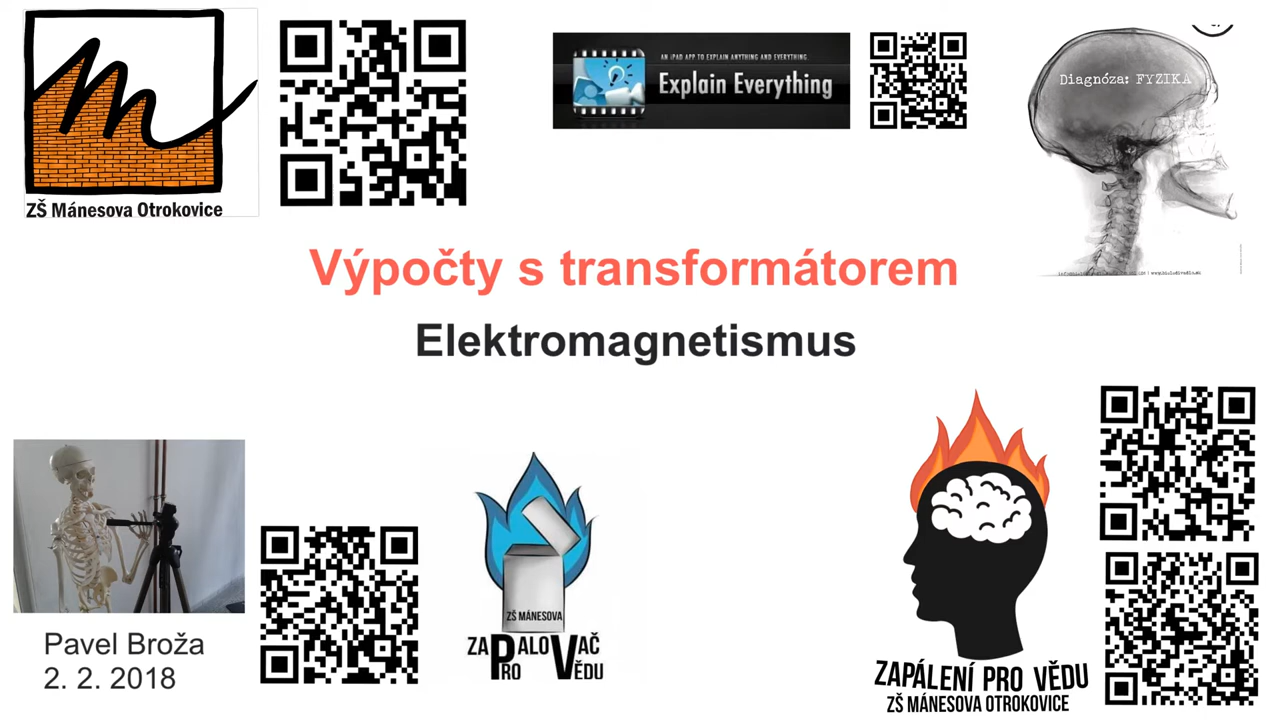 ZŠ Mánesova Otrokovice
AN iPAD APP TO EXPLAIN ANYTHING AND EVERYTHING
Explain Everything
Diagnóza: FYZIKA
Výpočty s transformátorem
Elektromagnetismus
Pavel Broža
2. 2. 2018
ZŠ MÁNESOVA
ZAPALOVAČ
PRO VĚDU
ZAPÁLENÍ PRO VĚDU
ZŠ MÁNESOVA OTROKOVICE